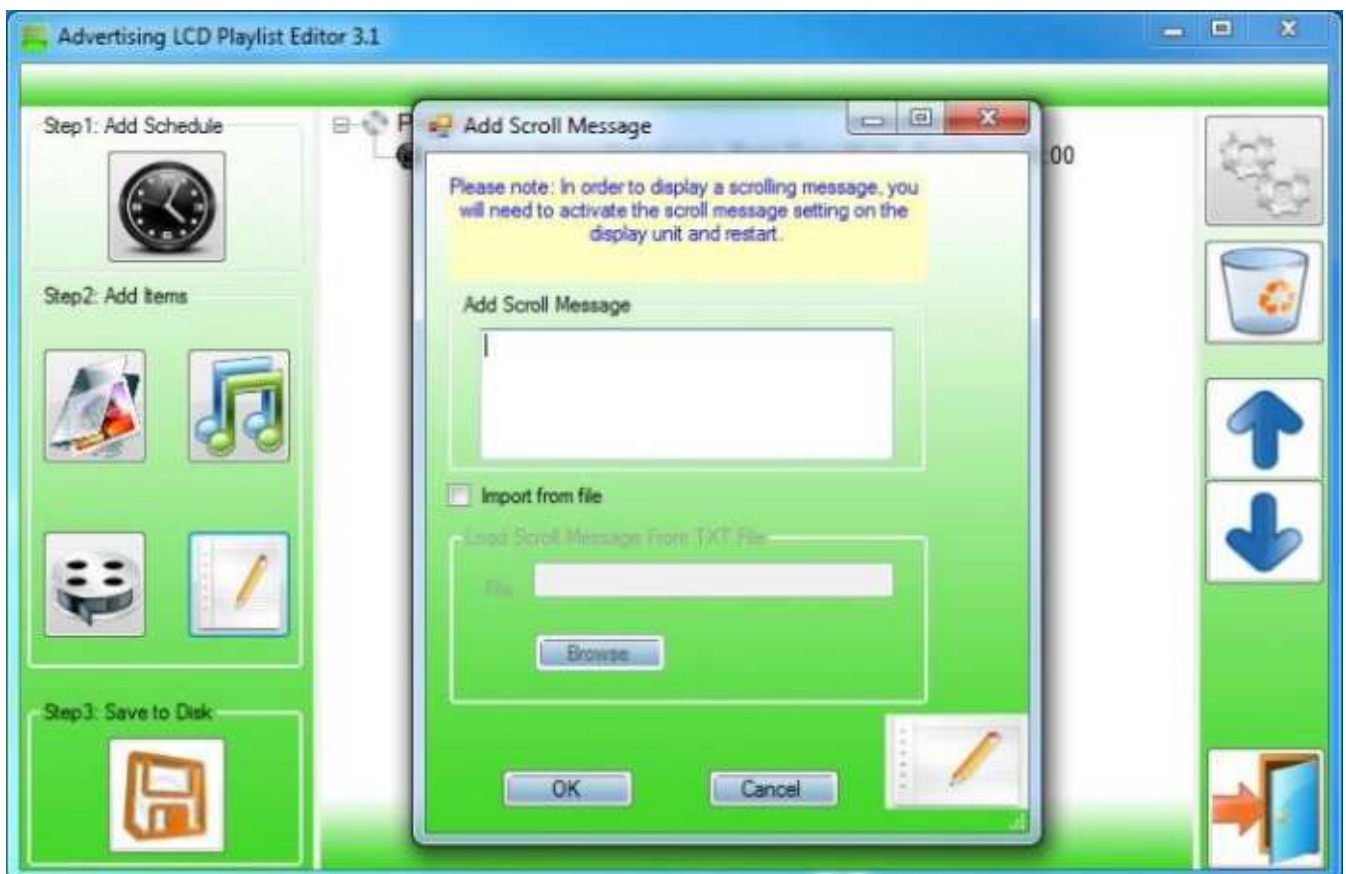 Advertising LCD Playlist Editor 3.1
Step1: Add Schedule
Step2: Add Items
Step3: Save to Disk
P
00
Add Scroll Message
Please note: In order to display a scrolling message, you
will need to activate the scroll message setting on the
display unit and restart.
Add Scroll Message
Import from file
Load Scroll Message From TXT File
File
Browse
OK
Cancel